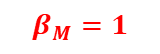 β_M = 1